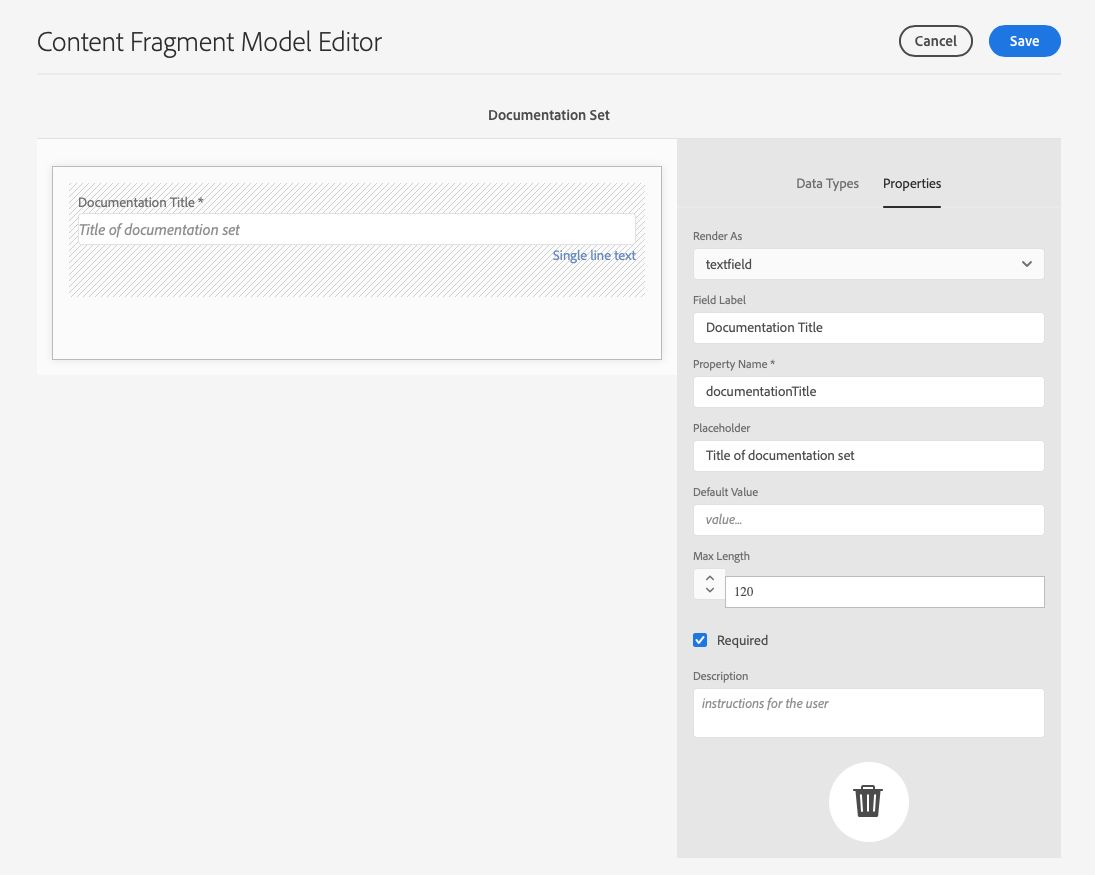 Content Fragment Model Editor
Cancel
Save
Documentation Set
Documentation Title *
Title of documentation set
Single line text
Data Types
Properties
Render As
textfield
Field Label
Documentation Title
Property Name *
documentationTitle
Placeholder
Title of documentation set
Default Value
value...
Max Length
120
Required
Description
instructions for the user